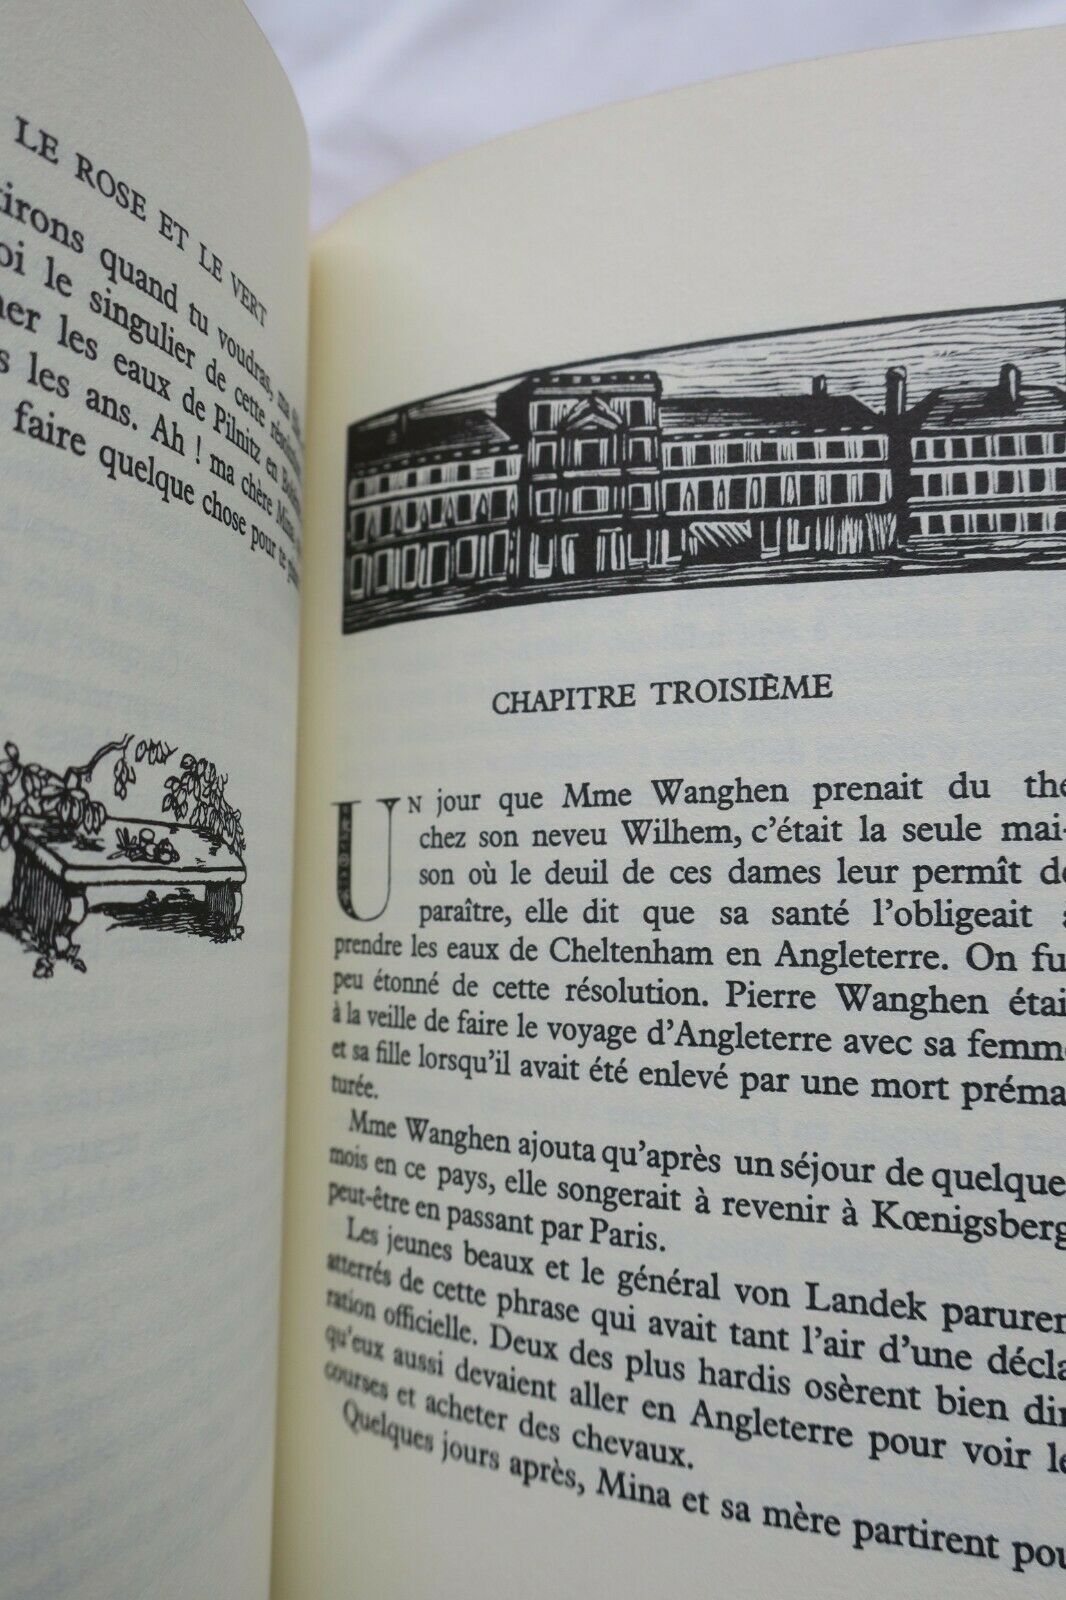 LE ROSE ET LE VERT
tirons quand tu voudras, ma
oi le singulier de cette
er les eaux de Pilnitz en
s les ans. Ah ! ma chère Mina,
faire quelque chose pour te
CHAPITRE TROISIÈME
UN jour que Mme Wanghen prenait du thé
chez son neveu Wilhem, c'était la seule mai-
son où le deuil de ces dames leur permît de
paraître, elle dit que sa santé l'obligeait à
prendre les eaux de Cheltenham en Angleterre. On fu
peu étonné de cette résolution. Pierre Wanghen étai
à la veille de faire le voyage d'Angleterre avec sa femme
et sa fille lorsqu'il avait été enlevé par une mort préma
turée.
Mme Wanghen ajouta qu'après un séjour de quelque
mois en ce pays, elle songerait à revenir à Kœnigsberg
peut-être en passant par Paris.
Les jeunes beaux et le général von Landek paruren
atterrés de cette phrase qui avait tant l'air d'une décla
ration officielle. Deux des plus hardis osèrent bien dir
qu'eux aussi devaient aller en Angleterre pour voir le
courses et acheter des chevaux.
Quelques jours après, Mina et sa mère partirent pou